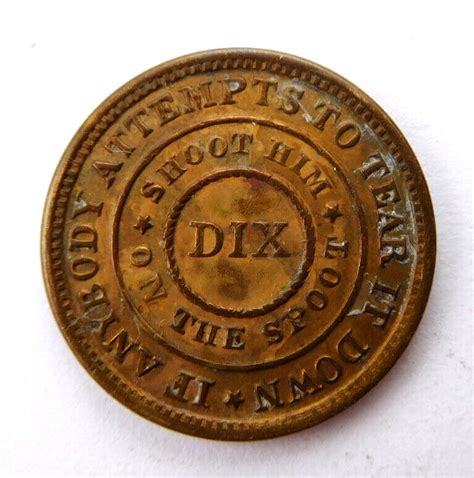 IF ANYBODY ATTEMPTS TO TEAR IT DOWN ★
★ SHOOT HIM ★
ON THE SPOOT
DIX